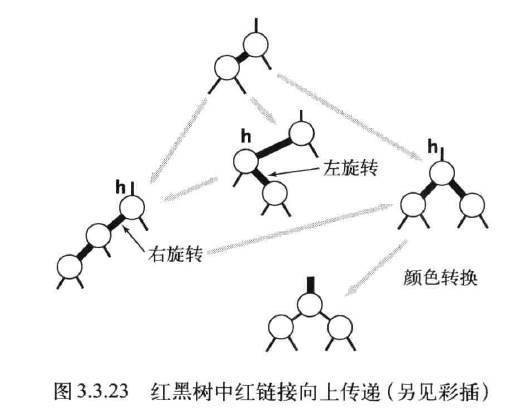 h
左旋转
h
h
右旋转
颜色转换
图 3.3.23 红黑树中红链接向上传递（另见彩插）